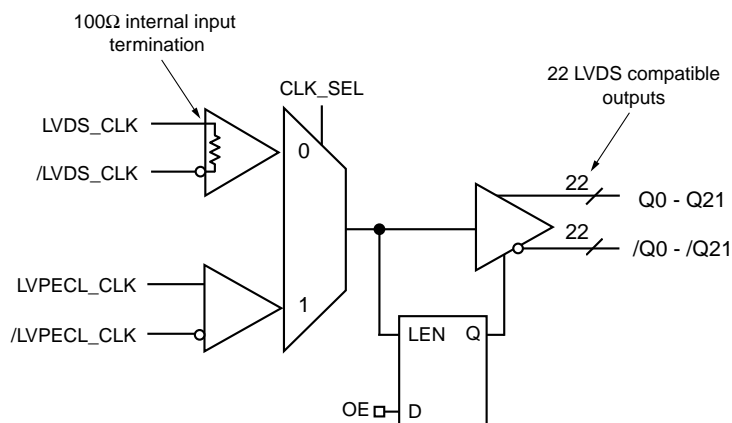 100Ω internal input
termination
CLK_SEL
22 LVDS compatible
outputs
LVDS_CLK
/LVDS_CLK
0
22
Q0 - Q21
22
/Q0 - /Q21
LVPECL_CLK
/LVPECL_CLK
1
LEN Q
OE
D